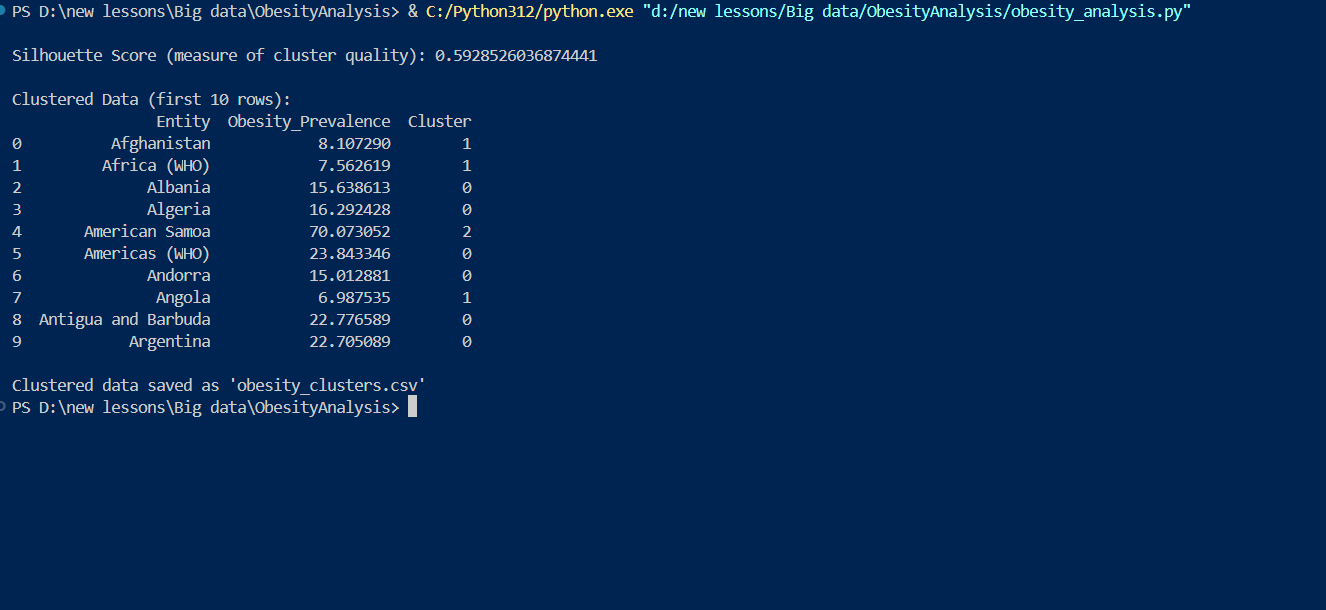 PS D:\new lessons\Big data\ObesityAnalysis> & C:/Python312/python.exe "d:/new lessons/Big data/ObesityAnalysis/obesity_analysis.py"
Silhouette Score (measure of cluster quality): 0.5928526036874441
Clustered Data (first 10 rows):
Entity Obesity_Prevalence Cluster
0 Afghanistan 8.107290 1
1 Africa (WHO) 7.562619 1
2 Albania 15.638613 0
3 Algeria 16.292428 0
4 American Samoa 70.073052 2
5 Americas (WHO) 23.843346 0
6 Andorra 15.012881 0
7 Angola 6.987535 1
8 Antigua and Barbuda 22.776589 0
9 Argentina 22.705089 0
Clustered data saved as 'obesity_clusters.csv'
PS D:\new lessons\Big data\ObesityAnalysis>